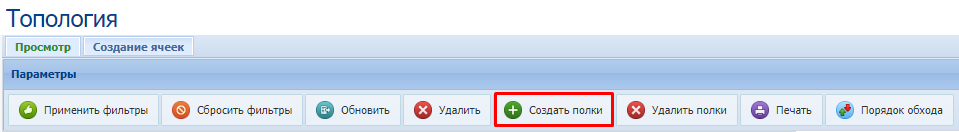 Топология
Просмотр Создание ячеек
Параметры
Применить фильтры Сбросить фильтры Обновить Удалить Создать полки Удалить полки Печать Порядок обхода